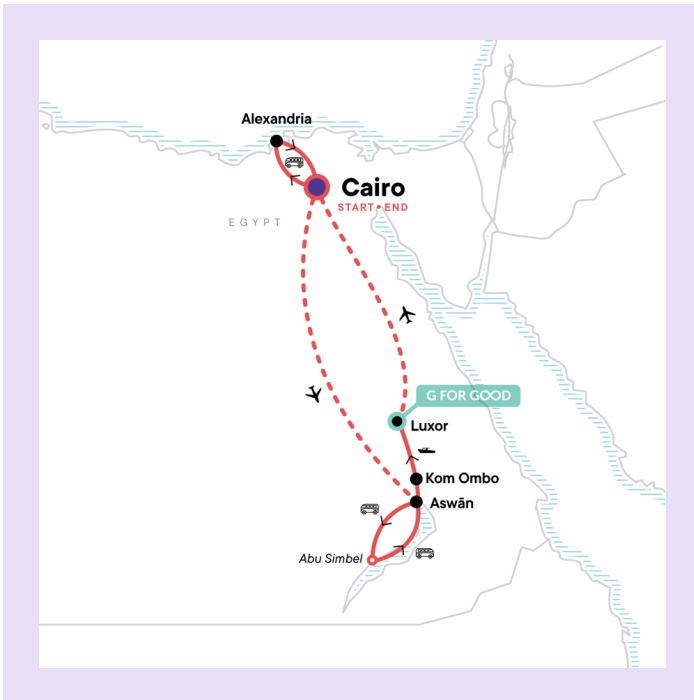 Alexandria
Cairo
START • END
EGYPT
G FOR GOOD
Luxor
Kom Ombo
Aswān
Abu Simbel